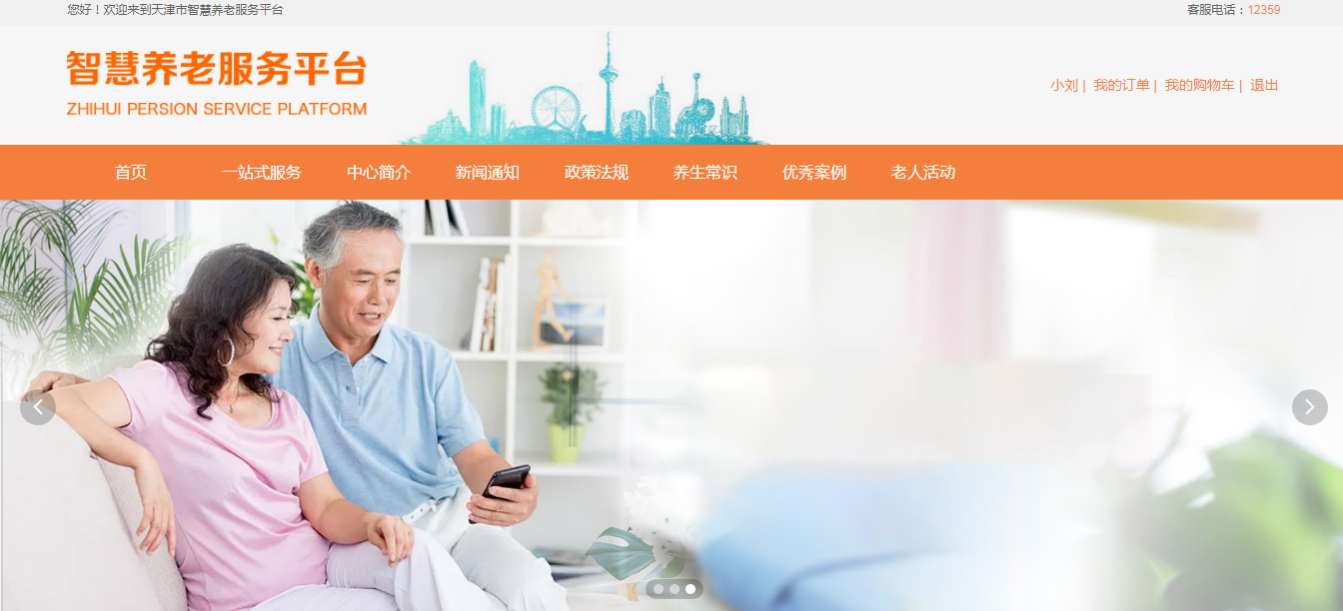 您好！欢迎来到天津市智慧养老服务平台
客服电话：12359
智慧养老服务平台
ZHIHUI PERSION SERVICE PLATFORM
小刘 | 我的订单 | 我的购物车 | 退出
首页 一站式服务 中心简介 新闻通知 政策法规 养生常识 优秀案例 老人活动